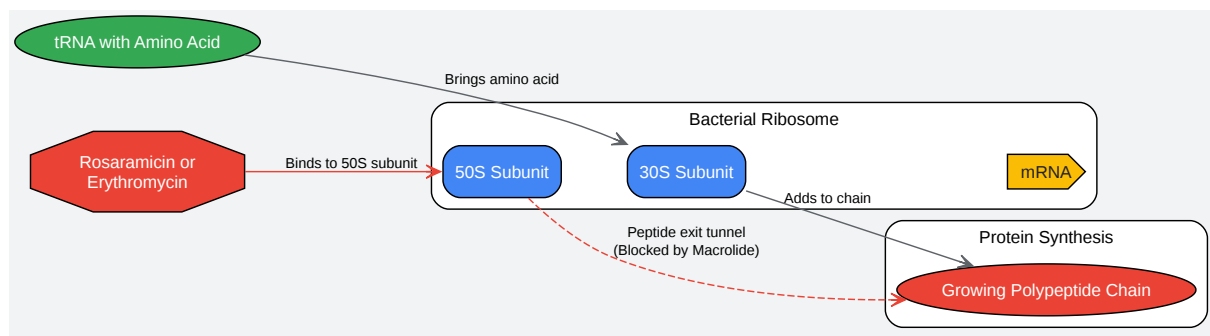 tRNA with Amino Acid
Brings amino acid
Bacterial Ribosome
Rosaramicin or
Erythromycin
Binds to 50S subunit
50S Subunit
30S Subunit
mRNA
Adds to chain
Peptide exit tunnel
(Blocked by Macrolide)
Protein Synthesis
Growing Polypeptide Chain